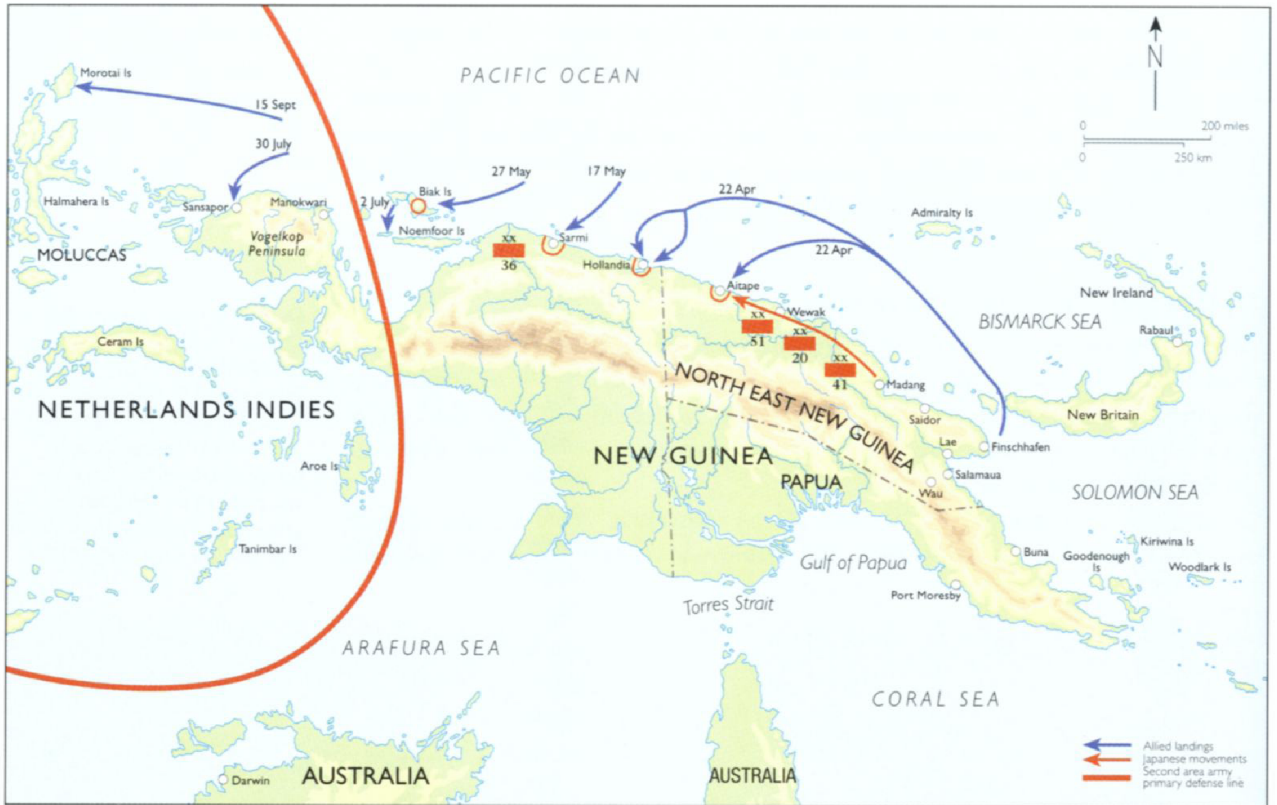 PACIFIC OCEAN
N
0 200 miles
0 250 km
Morotai Is
15 Sept
30 July
Halmahera Is
Sansapor
Manokwari
Vogelkop
Peninsula
MOLUCCAS
2 July
Biak Is
27 May
17 May
22 Apr
Noemfoor Is
xx
36
Sarmi
Hollandia
22 Apr
Admiralty Is
Aitape
Wewak
xx
51
xx
20
xx
41
Madang
New Ireland
BISMARCK SEA
Rabaul
Ceram Is
NETHERLANDS INDIES
NORTH EAST NEW GUINEA
New Britain
Saidor
Lae
Finschhafen
Salamaua
Wau
NEW GUINEA
PAPUA
SOLOMON SEA
Aroe Is
Tanimbar Is
Buna
Goodenough
Is
Kiriwina Is
Woodlark Is
Gulf of Papua
Port Moresby
Torres Strait
ARAFURA SEA
CORAL SEA
Darwin
AUSTRALIA
AUSTRALIA
Allied landings
Japanese movements
Second area army
primary defense line